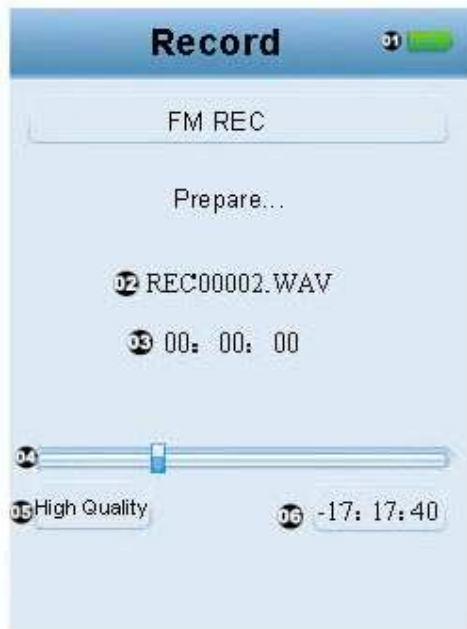 Record 01
FM REC
Prepare...
02 REC00002.WAV
03 00: 00: 00
04
05 High Quality
06 -17: 17: 40